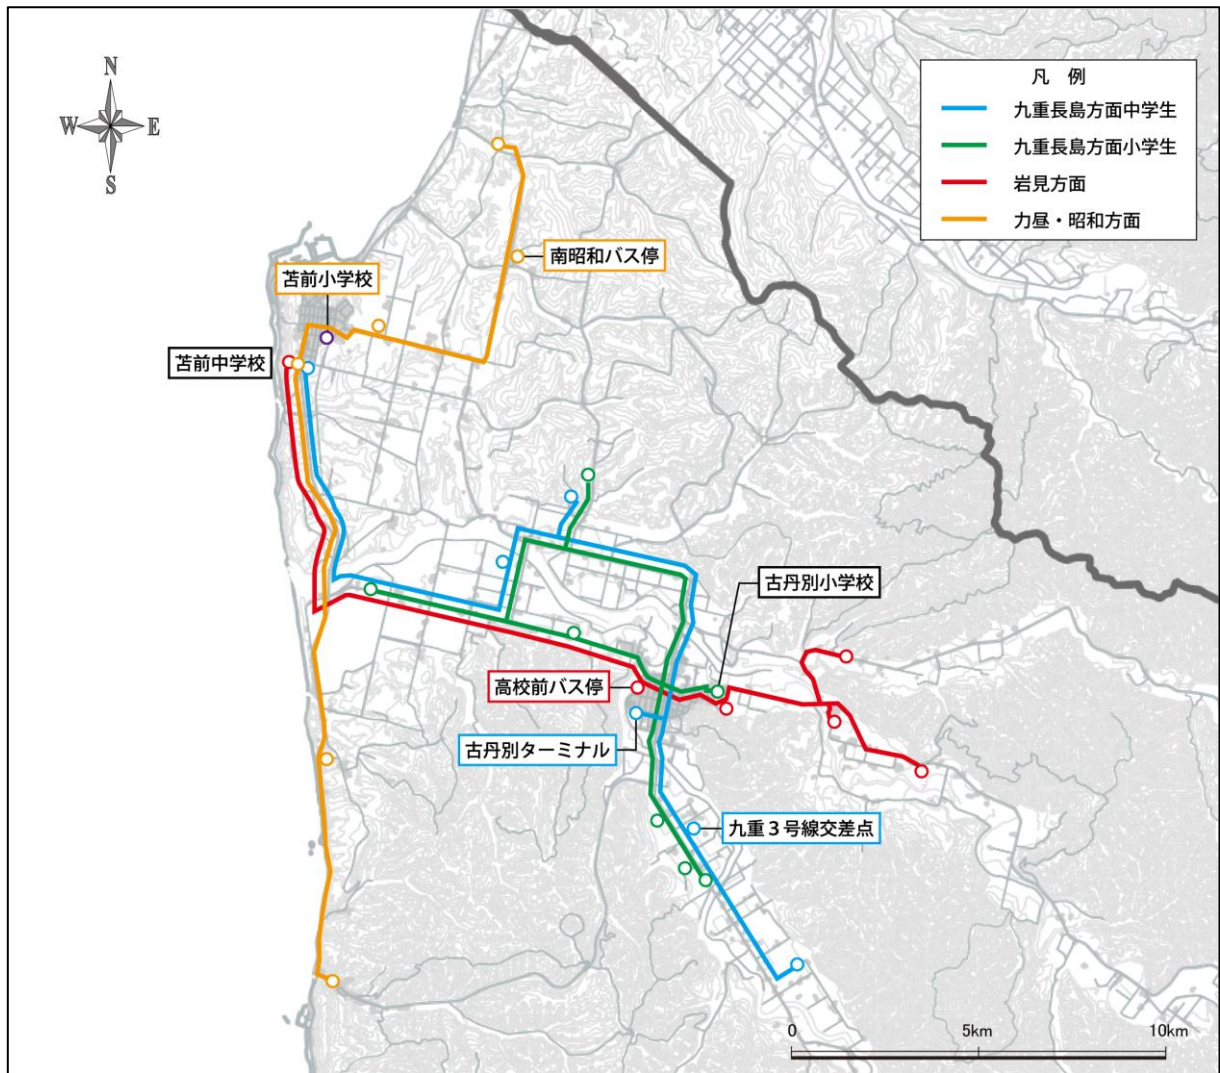 N
W E
S
凡 例
九重長島方面中学生
九重長島方面小学生
岩見方面
力昼・昭和方面
南昭和バス停
苫前小学校
苫前中学校
古丹別小学校
高校前バス停
古丹別ターミナル
九重３号線交差点
0 5km 10km